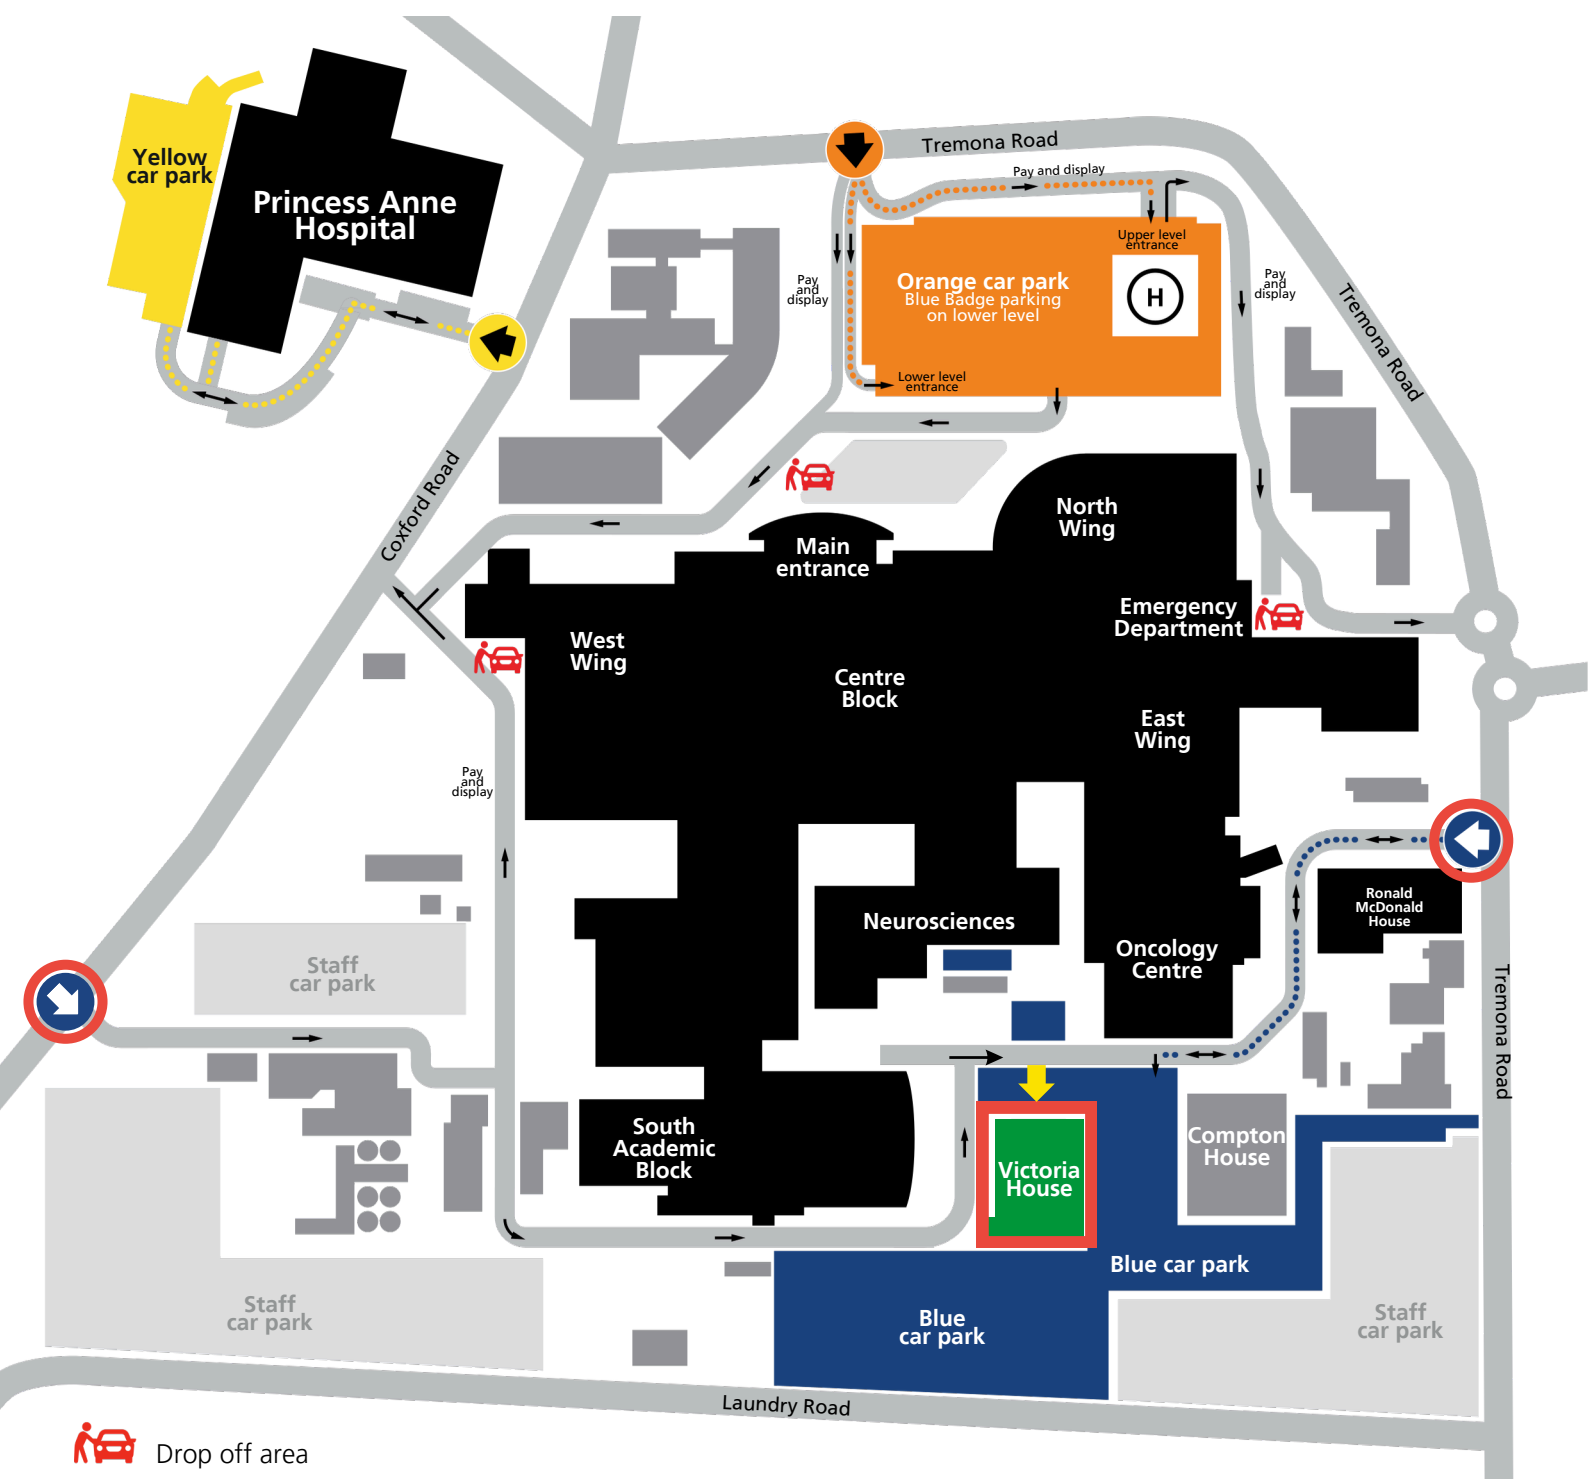 Tremona Road
Pay and display
Yellow
car park
Princess Anne
Hospital
Upper level
entrance
Orange car park
Blue Badge parking
on lower level
H
Pay
and
display
Pay
and
display
Tremona Road
Lower level
entrance
Coxford Road
North
Wing
Main
entrance
Emergency
Department
West
Wing
Centre
Block
East
Wing
Pay
and
display
Ronald
McDonald
House
Neurosciences
Oncology
Centre
Staff
car park
Tremona Road
South
Academic
Block
Compton
House
Victoria
House
Blue car park
Staff
car park
Blue
car park
Staff
car park
Laundry Road
Drop off area